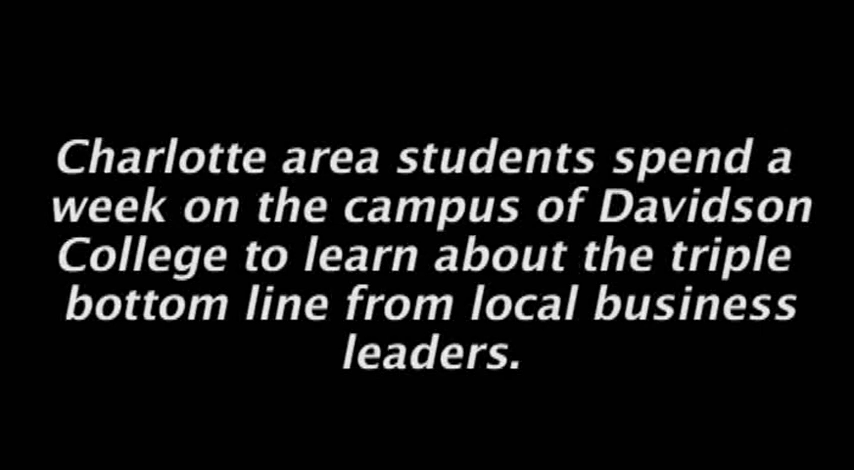 Charlotte area students spend a
week on the campus of Davidson
College to learn about the triple
bottom line from local business
leaders.